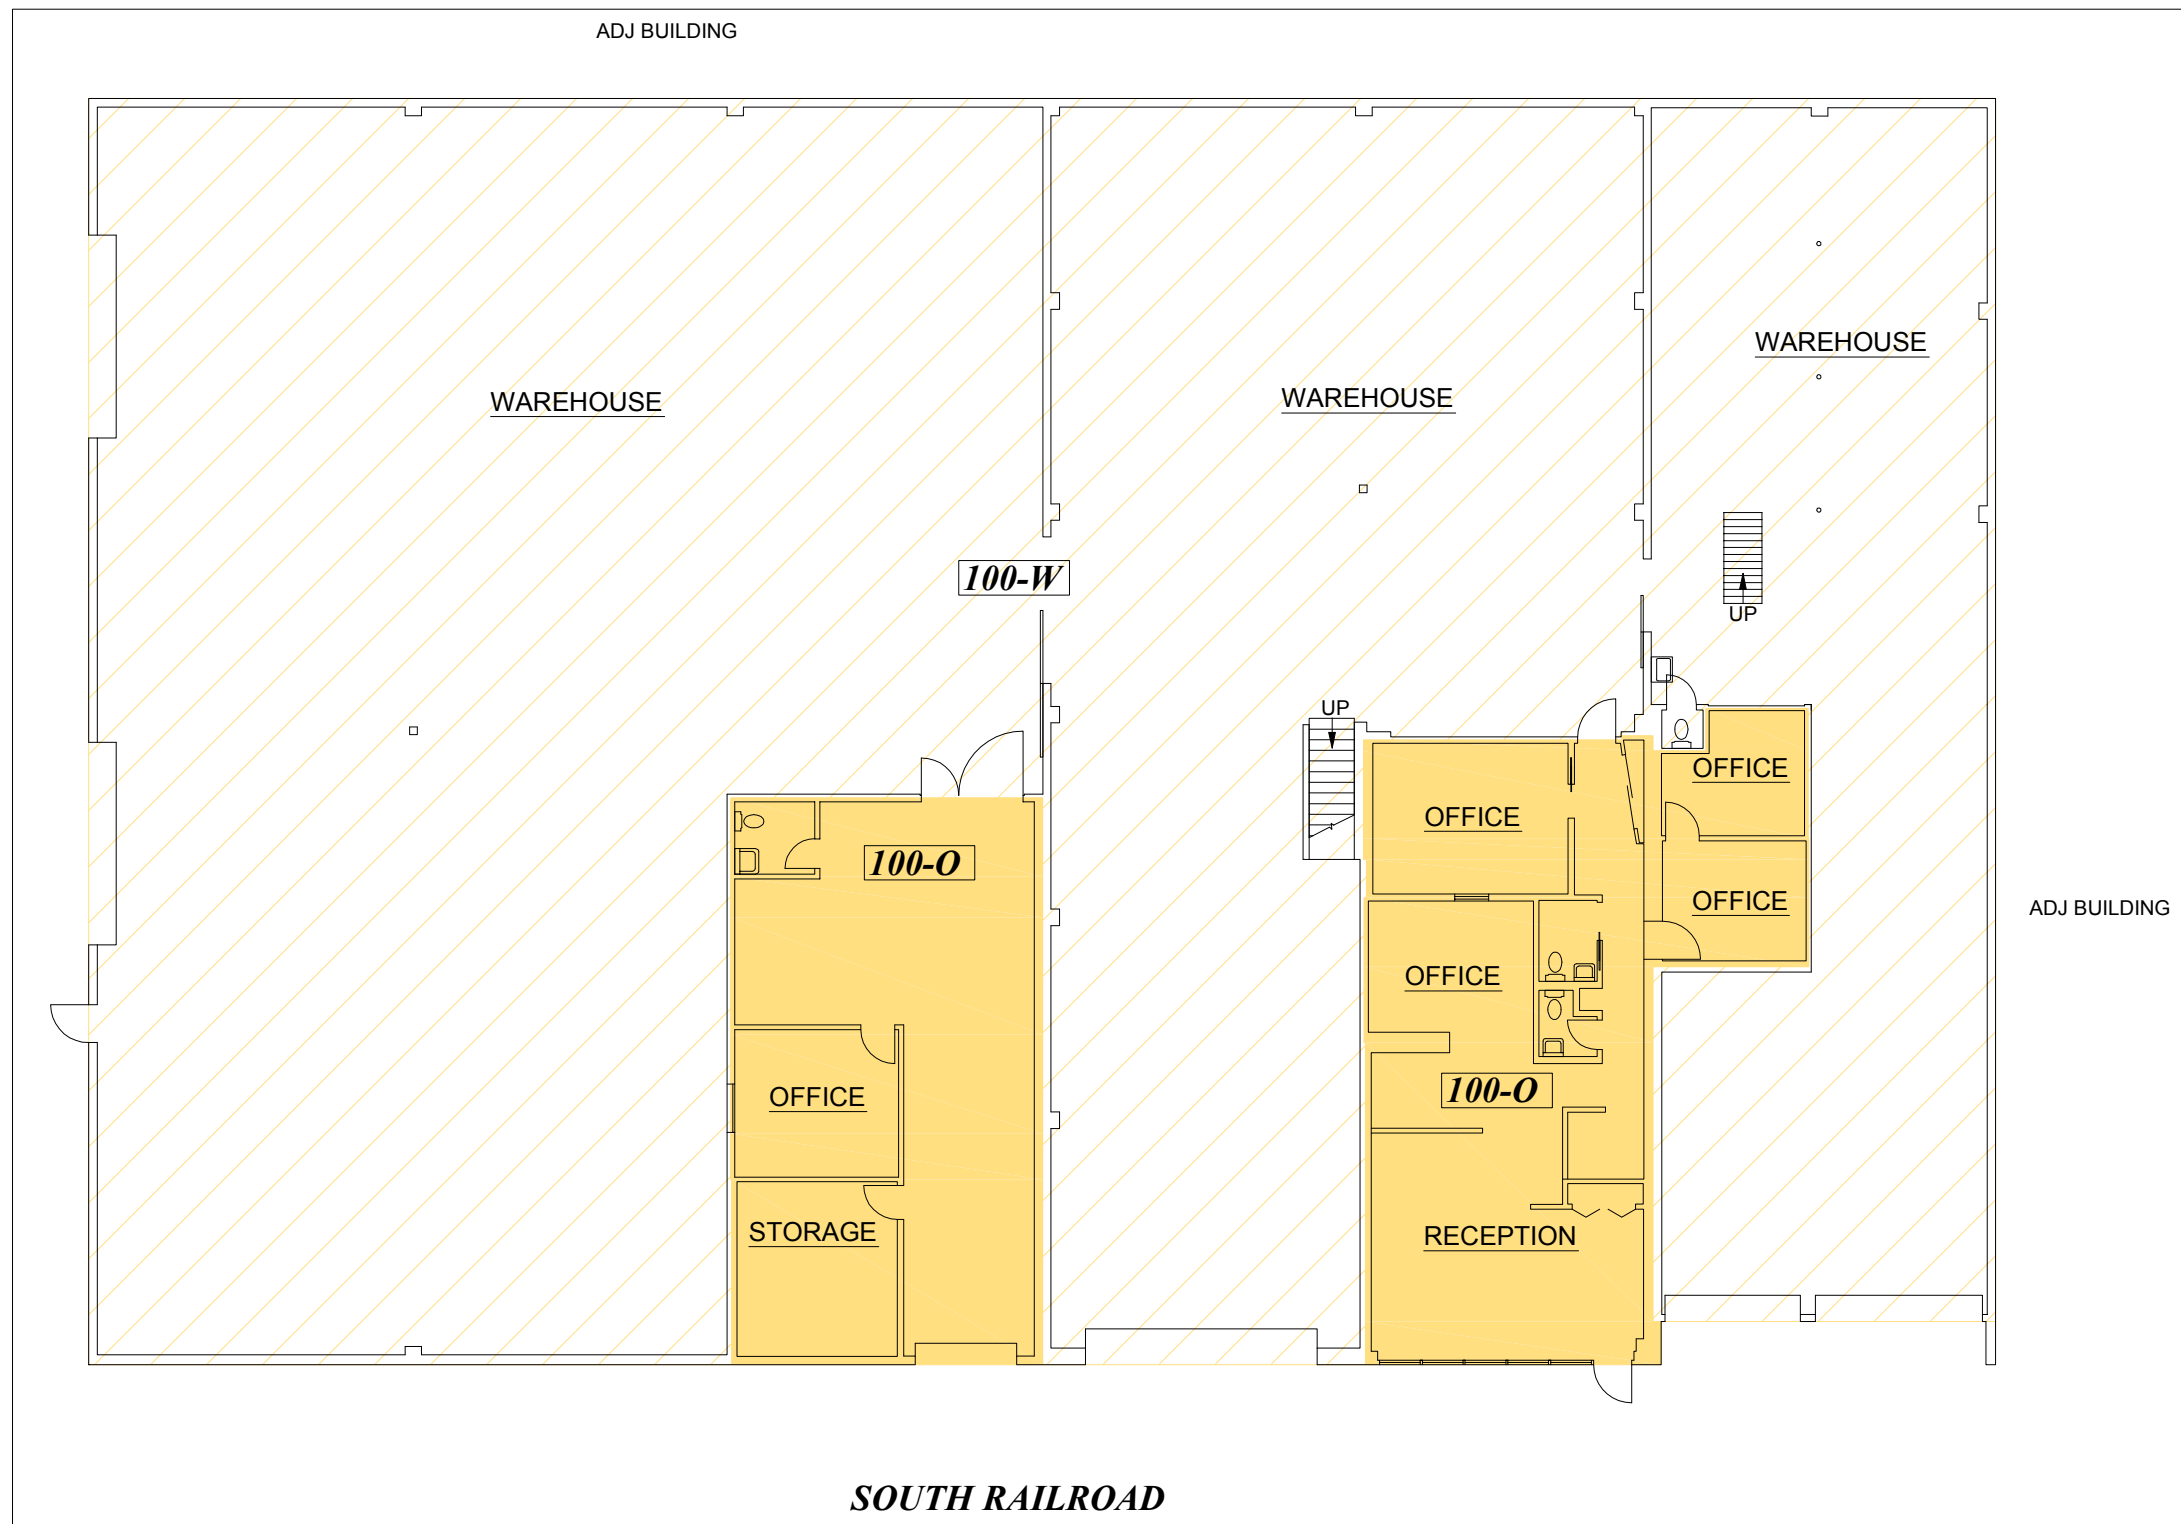 ADJ BUILDING
WAREHOUSE
WAREHOUSE
WAREHOUSE
100-W
UP
UP
OFFICE
OFFICE
100-O
OFFICE
OFFICE
ADJ BUILDING
OFFICE
100-O
OFFICE
STORAGE
RECEPTION
SOUTH RAILROAD